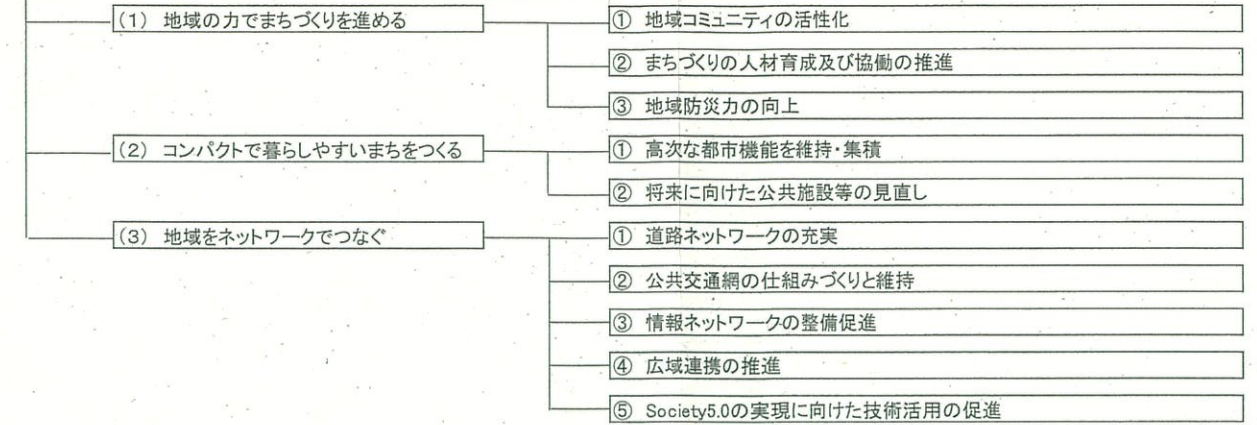 (1) 地域の力でまちづくりを進める
① 地域コミュニティの活性化
② まちづくりの人材育成及び協働の推進
③ 地域防災力の向上
(2) コンパクトで暮らしやすいまちをつくる
① 高次な都市機能を維持・集積
② 将来に向けた公共施設等の見直し
(3) 地域をネットワークでつなぐ
① 道路ネットワークの充実
② 公共交通網の仕組みづくりと維持
③ 情報ネットワークの整備促進
④ 広域連携の推進
⑤ Society5.0の実現に向けた技術活用の促進